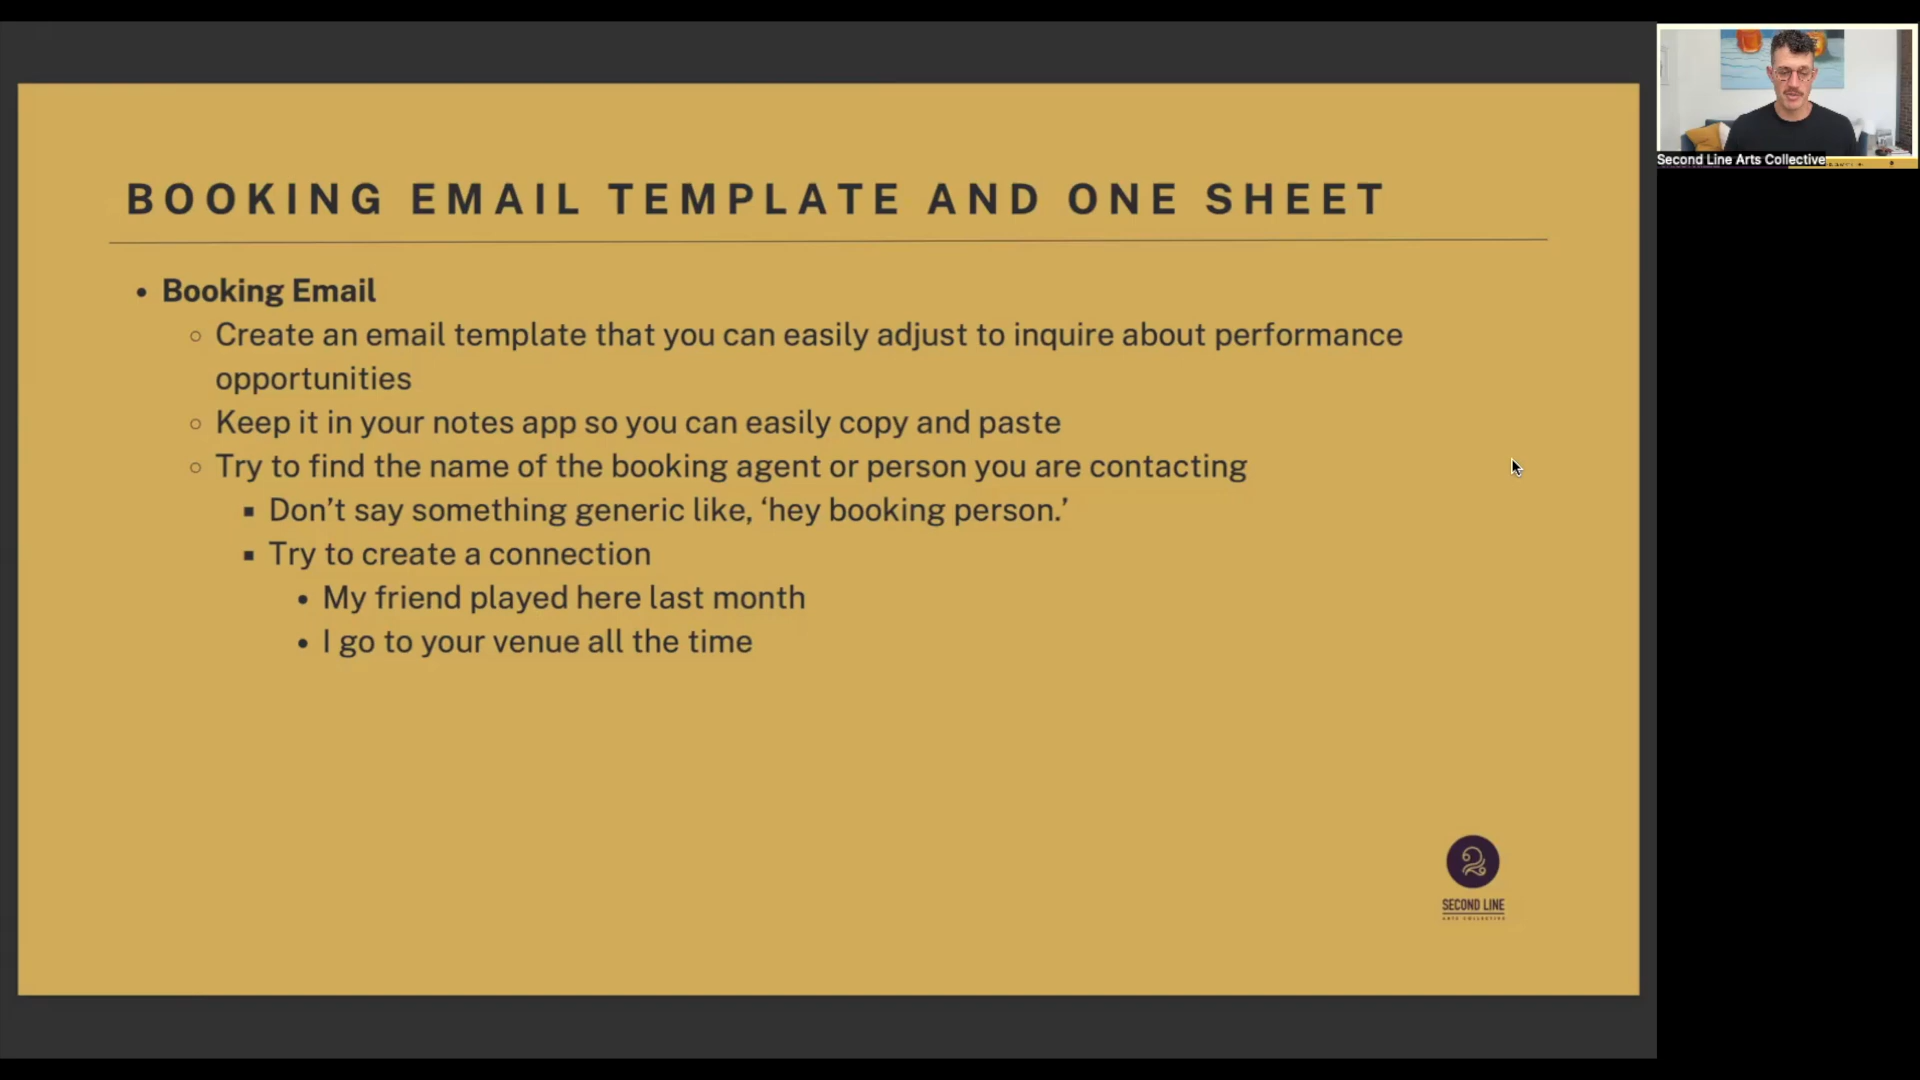 BOOKING EMAIL TEMPLATE AND ONE SHEET
• Booking Email
○ Create an email template that you can easily adjust to inquire about performance
opportunities
○ Keep it in your notes app so you can easily copy and paste
○ Try to find the name of the booking agent or person you are contacting
▪ Don’t say something generic like, ‘hey booking person.’
▪ Try to create a connection
• My friend played here last month
• I go to your venue all the time
SECOND LINE
ARTS COLLECTIVE
Second Line Arts Collective